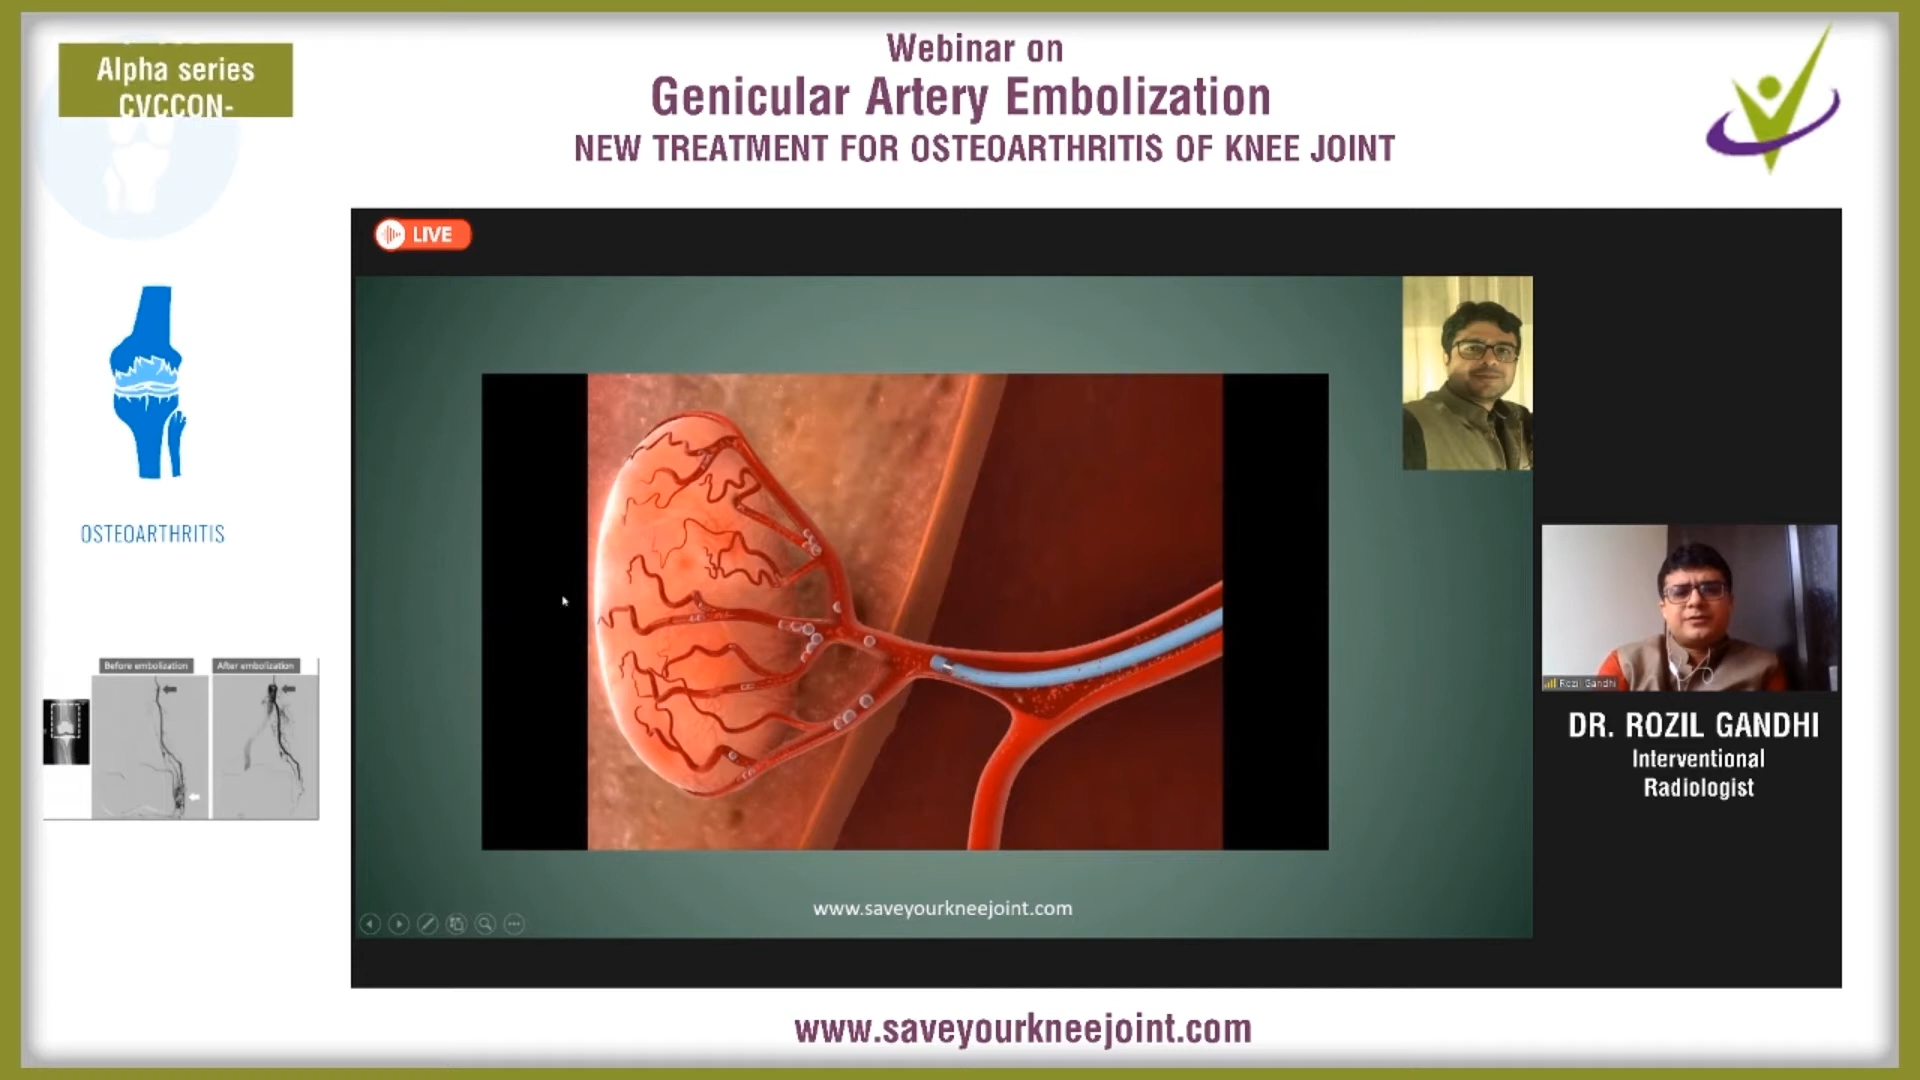 Alpha series
CVCCON-
Webinar on
Genicular Artery Embolization
NEW TREATMENT FOR OSTEOARTHRITIS OF KNEE JOINT
LIVE
OSTEOARTHRITIS
Before embolization
After embolization
Rozil Gandhi
DR. ROZIL GANDHI
Interventional
Radiologist
www.saveyourkneejoint.com
www.saveyourkneejoint.com